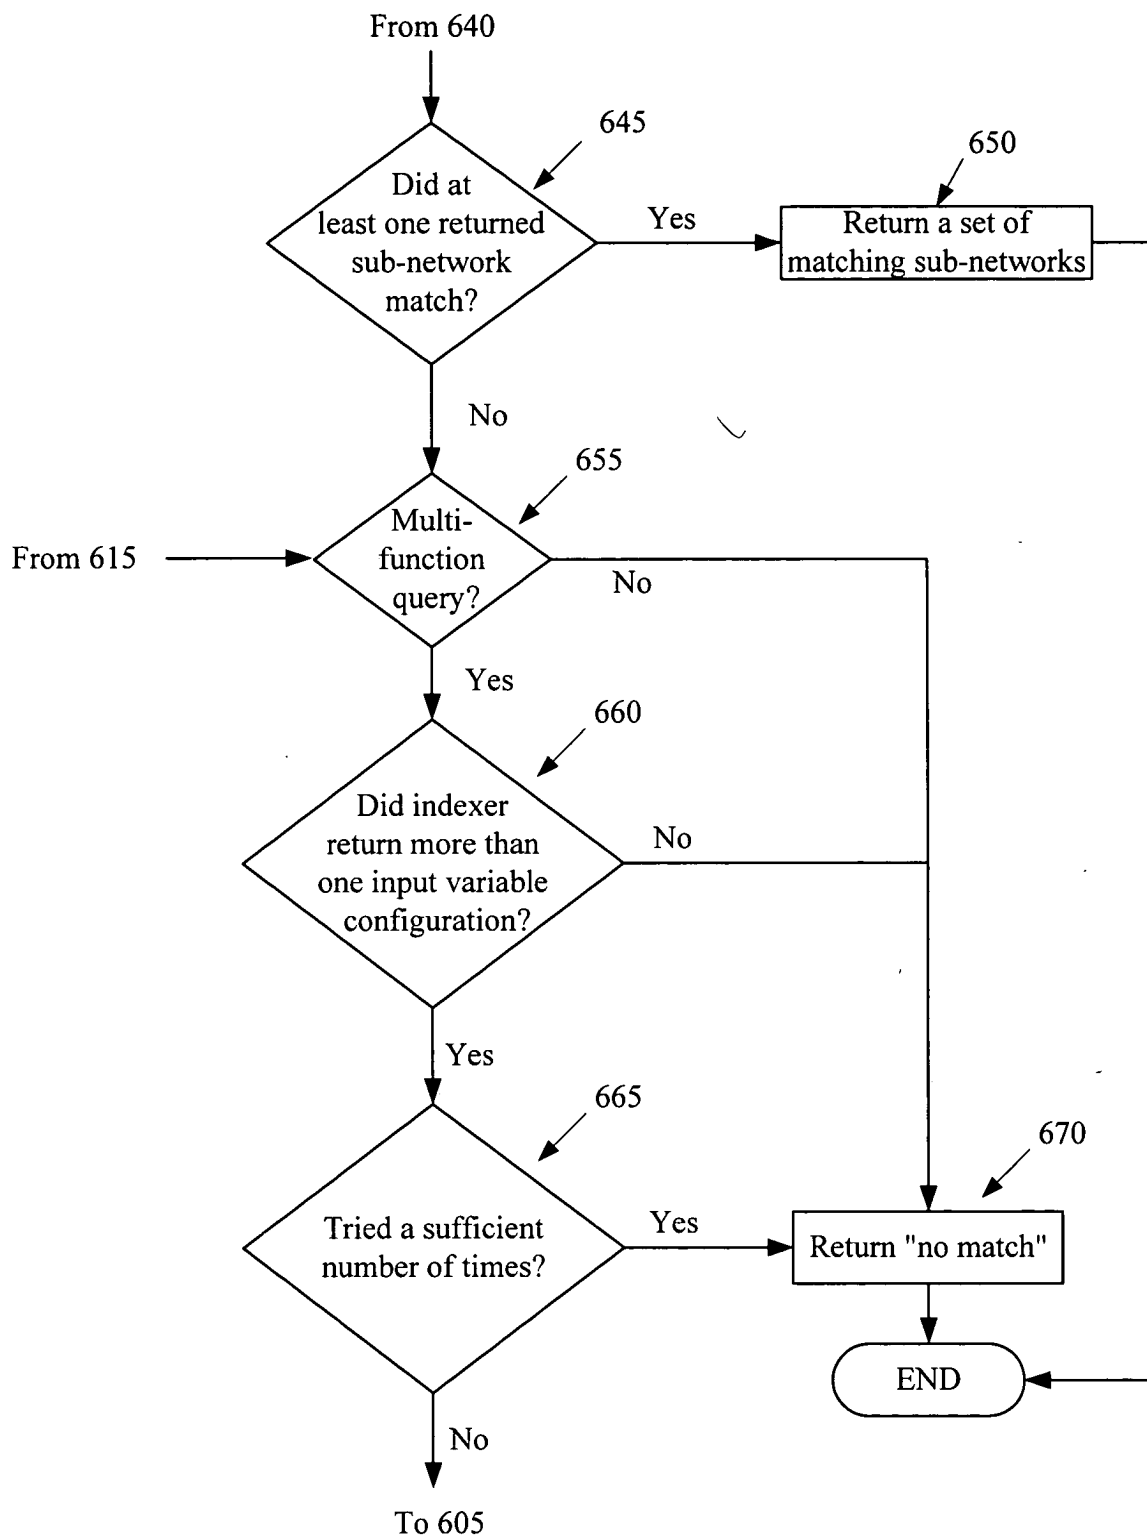 From 640
645
Did at
least one returned
sub-network
match?
Yes
650
Return a set of
matching sub-networks
No
655
From 615
Multi-
function
query?
No
Yes
660
Did indexer
return more than
one input variable
configuration?
No
Yes
665
Tried a sufficient
number of times?
Yes
670
Return "no match"
END
No
To 605